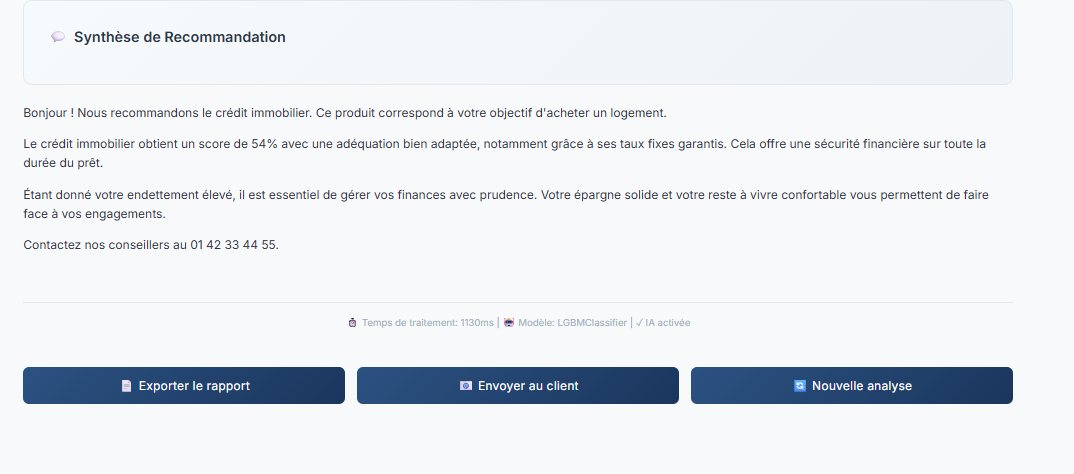 Synthèse de Recommandation
Bonjour ! Nous recommandons le crédit immobilier. Ce produit correspond à votre objectif d'acheter un logement.
Le crédit immobilier obtient un score de 54% avec une adéquation bien adaptée, notamment grâce à ses taux fixes garantis. Cela offre une sécurité financière sur toute la
durée du prêt.
Étant donné votre endettement élevé, il est essentiel de gérer vos finances avec prudence. Votre épargne solide et votre reste à vivre confortable vous permettent de faire
face à vos engagements.
Contactez nos conseillers au 01 42 33 44 55.
Temps de traitement: 1130ms | Modèle: LGBMClassifier | ✓ IA activée
Exporter le rapport
Envoyer au client
Nouvelle analyse